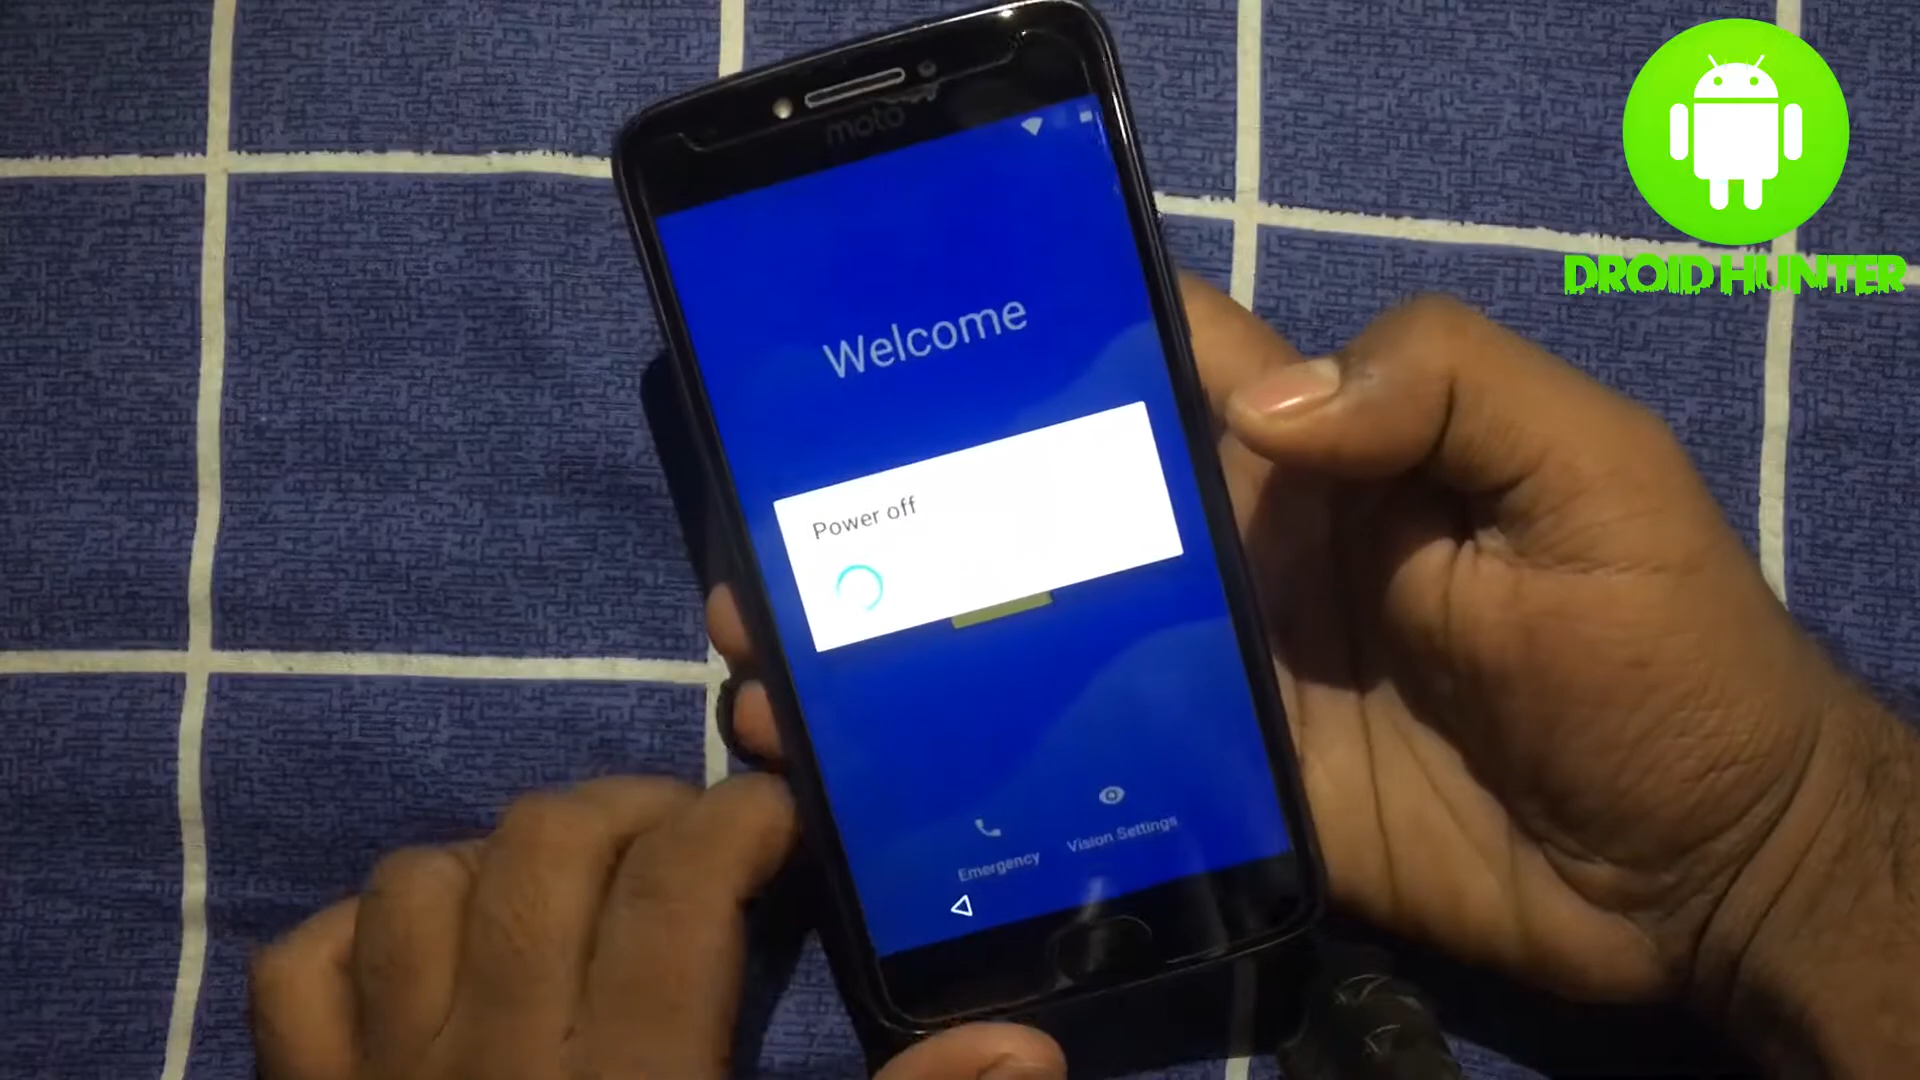 DROID HUNTER
moto
Welcome
Power off
Emergency
Vision Settings